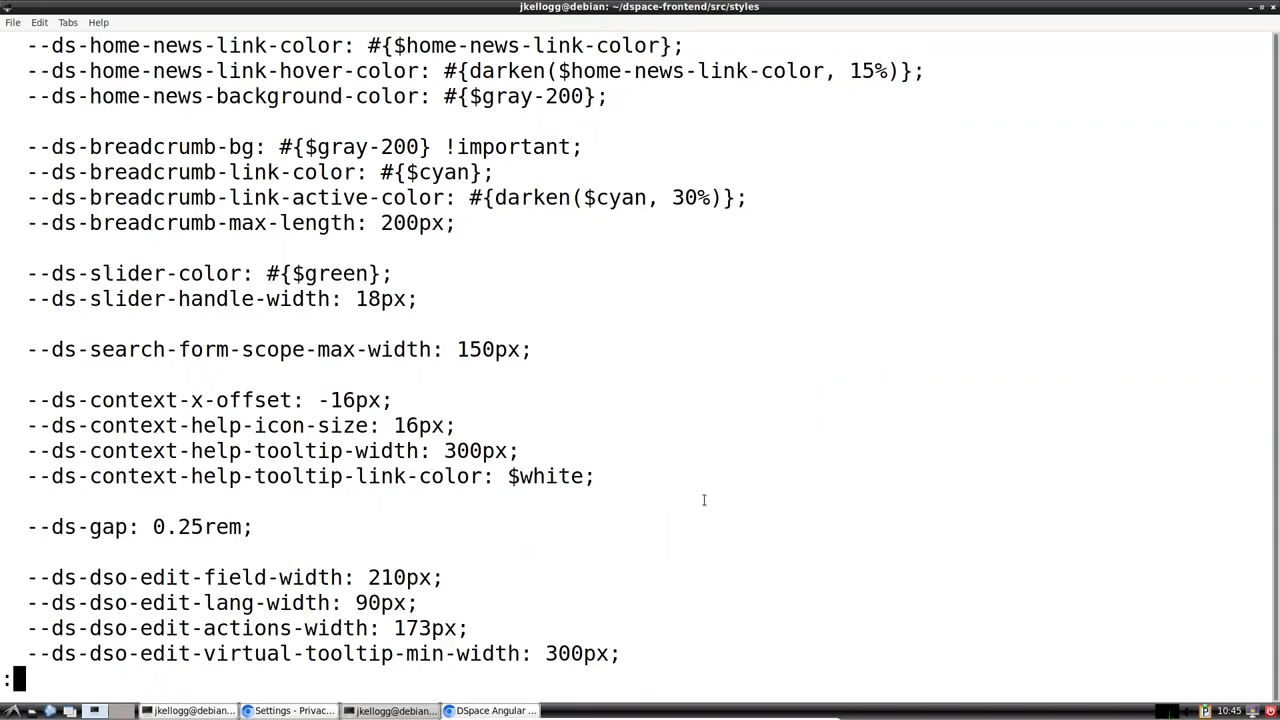 jkellogg@debian: ~/dspace-frontend/src/styles
File Edit Tabs Help
--ds-home-news-link-color: #{$home-news-link-color};
--ds-home-news-link-hover-color: #{darken($home-news-link-color, 15%)};
--ds-home-news-background-color: #{$gray-200};
--ds-breadcrumb-bg: #{$gray-200} !important;
--ds-breadcrumb-link-color: #{$cyan};
--ds-breadcrumb-link-active-color: #{darken($cyan, 30%)};
--ds-breadcrumb-max-length: 200px;
--ds-slider-color: #{$green};
--ds-slider-handle-width: 18px;
--ds-search-form-scope-max-width: 150px;
--ds-context-x-offset: -16px;
--ds-context-help-icon-size: 16px;
--ds-context-help-tooltip-width: 300px;
--ds-context-help-tooltip-link-color: $white;
--ds-gap: 0.25rem;
--ds-dso-edit-field-width: 210px;
--ds-dso-edit-lang-width: 90px;
--ds-dso-edit-actions-width: 173px;
--ds-dso-edit-virtual-tooltip-min-width: 300px;
:
jkellogg@debian... Settings - Privac... jkellogg@debian... DSpace Angular ... 10:45